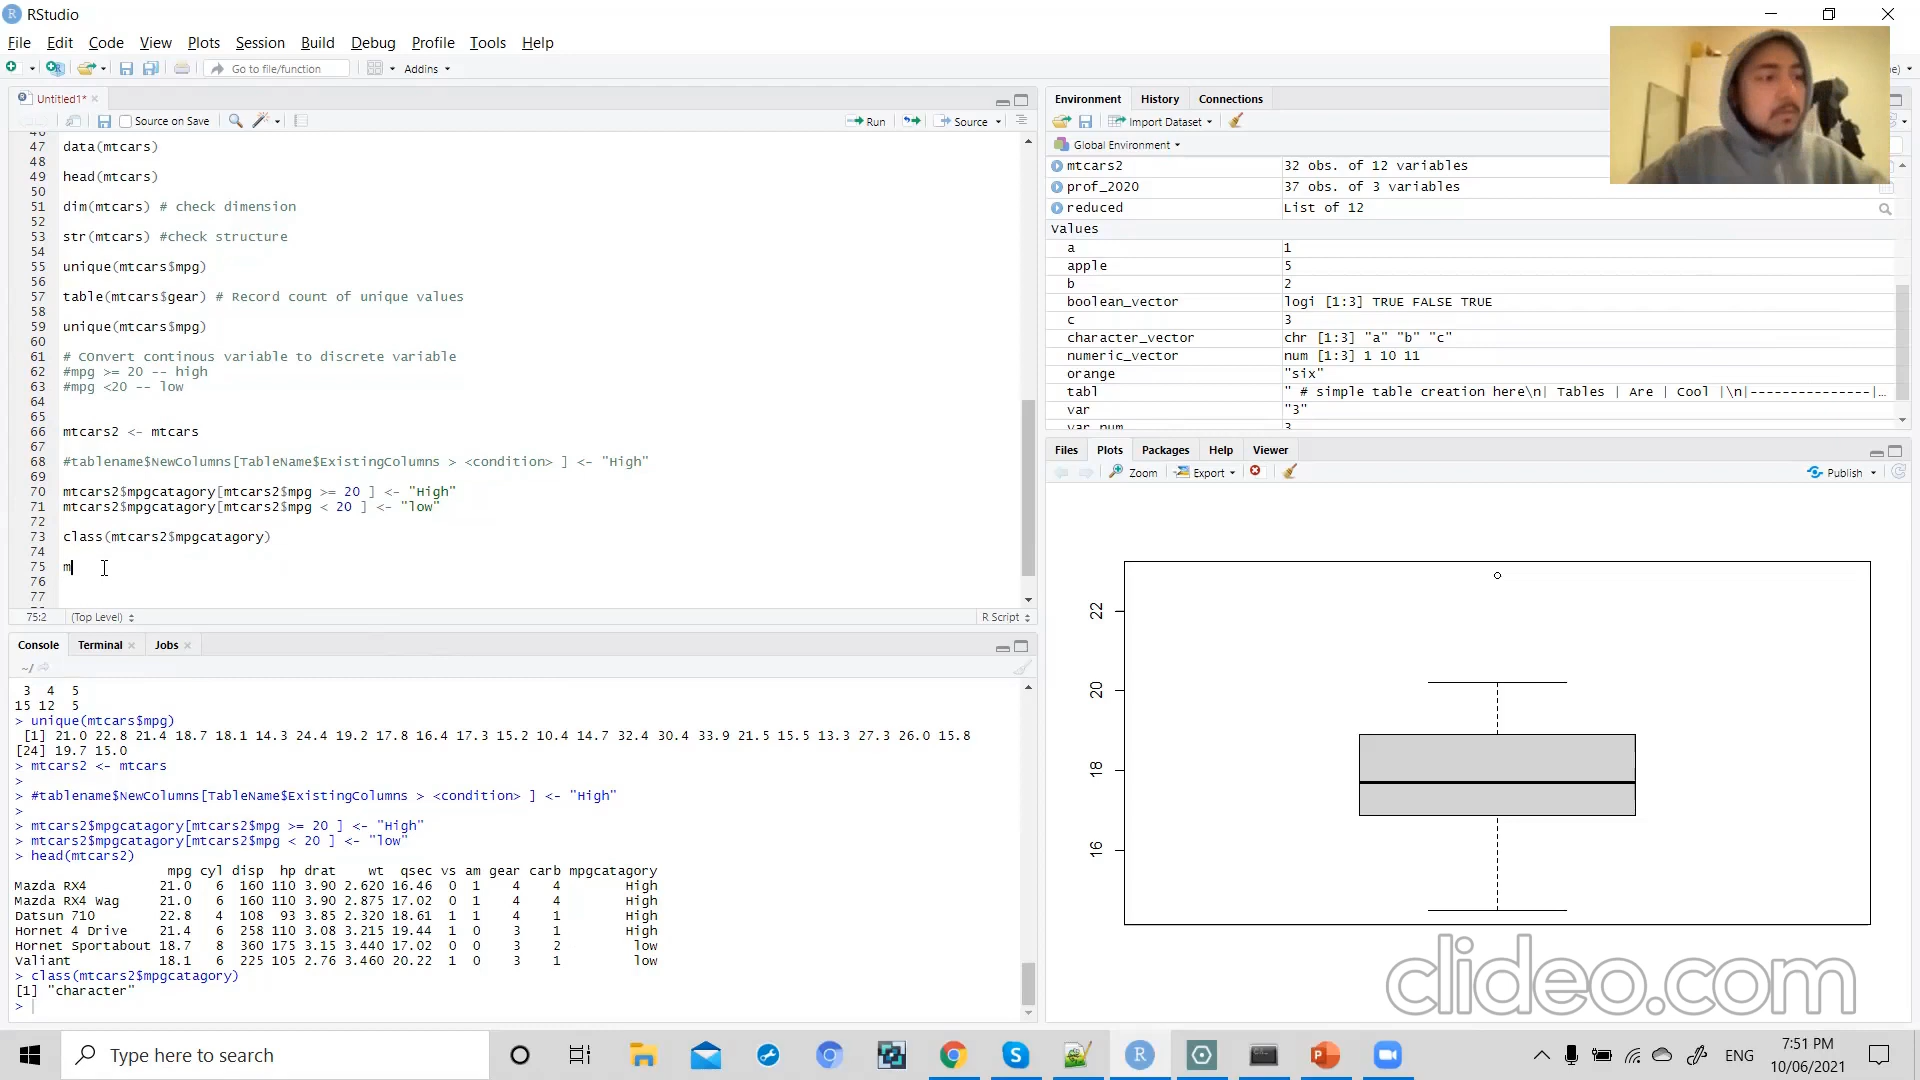 RStudio
File Edit Code View Plots Session Build Debug Profile Tools Help
Go to file/function
Addins
Untitled1*
Source on Save
Run
Source
47 data(mtcars)
48
49 head(mtcars)
50
51 dim(mtcars) # check dimension
52
53 str(mtcars) #check structure
54
55 unique(mtcars$mpg)
56
57 table(mtcars$gear) # Record count of unique values
58
59 unique(mtcars$mpg)
60
61 # COnvert continous variable to discrete variable
62 #mpg >= 20 -- high
63 #mpg <20 -- low
64
65
66 mtcars2 <- mtcars
67
68 #tablename$NewColumns[TableName$ExistingColumns > <condition> ] <- "High"
69
70 mtcars2$mpgcatagory[mtcars2$mpg >= 20 ] <- "High"
71 mtcars2$mpgcatagory[mtcars2$mpg < 20 ] <- "low"
72
73 class(mtcars2$mpgcatagory)
74
75 m
76
77
75:2 (Top Level) R Script
Console Terminal Jobs
~/
3 4 5
15 12 5
> unique(mtcars$mpg)
[1] 21.0 22.8 21.4 18.7 18.1 14.3 24.4 19.2 17.8 16.4 17.3 15.2 10.4 14.7 32.4 30.4 33.9 21.5 15.5 13.3 27.3 26.0 15.8
[24] 19.7 15.0
> mtcars2 <- mtcars
>
> #tablename$NewColumns[TableName$ExistingColumns > <condition> ] <- "High"
>
> mtcars2$mpgcatagory[mtcars2$mpg >= 20 ] <- "High"
> mtcars2$mpgcatagory[mtcars2$mpg < 20 ] <- "low"
> head(mtcars2)
mpg cyl disp hp drat wt qsec vs am gear carb mpgcatagory
Mazda RX4 21.0 6 160 110 3.90 2.620 16.46 0 1 4 4 High
Mazda RX4 Wag 21.0 6 160 110 3.90 2.875 17.02 0 1 4 4 High
Datsun 710 22.8 4 108 93 3.85 2.320 18.61 1 1 4 1 High
Hornet 4 Drive 21.4 6 258 110 3.08 3.215 19.44 1 0 3 1 High
Hornet Sportabout 18.7 8 360 175 3.15 3.440 17.02 0 0 3 2 low
Valiant 18.1 6 225 105 2.76 3.460 20.22 1 0 3 1 low
> class(mtcars2$mpgcatagory)
[1] "character"
>
Environment History Connections
Import Dataset
Global Environment
mtcars2 32 obs. of 12 variables
prof_2020 37 obs. of 3 variables
reduced List of 12
Values
a 1
apple 5
b 2
boolean_vector logi [1:3] TRUE FALSE TRUE
c 3
character_vector chr [1:3] "a" "b" "c"
numeric_vector num [1:3] 1 10 11
orange "six"
tabl " # simple table creation here\n| Tables | Are | Cool |\n|---------------|…
var "3"
var_num 3
Files Plots Packages Help Viewer
Zoom Export Publish
22
20
18
16
clideo.com
Type here to search
ENG
7:51 PM
10/06/2021